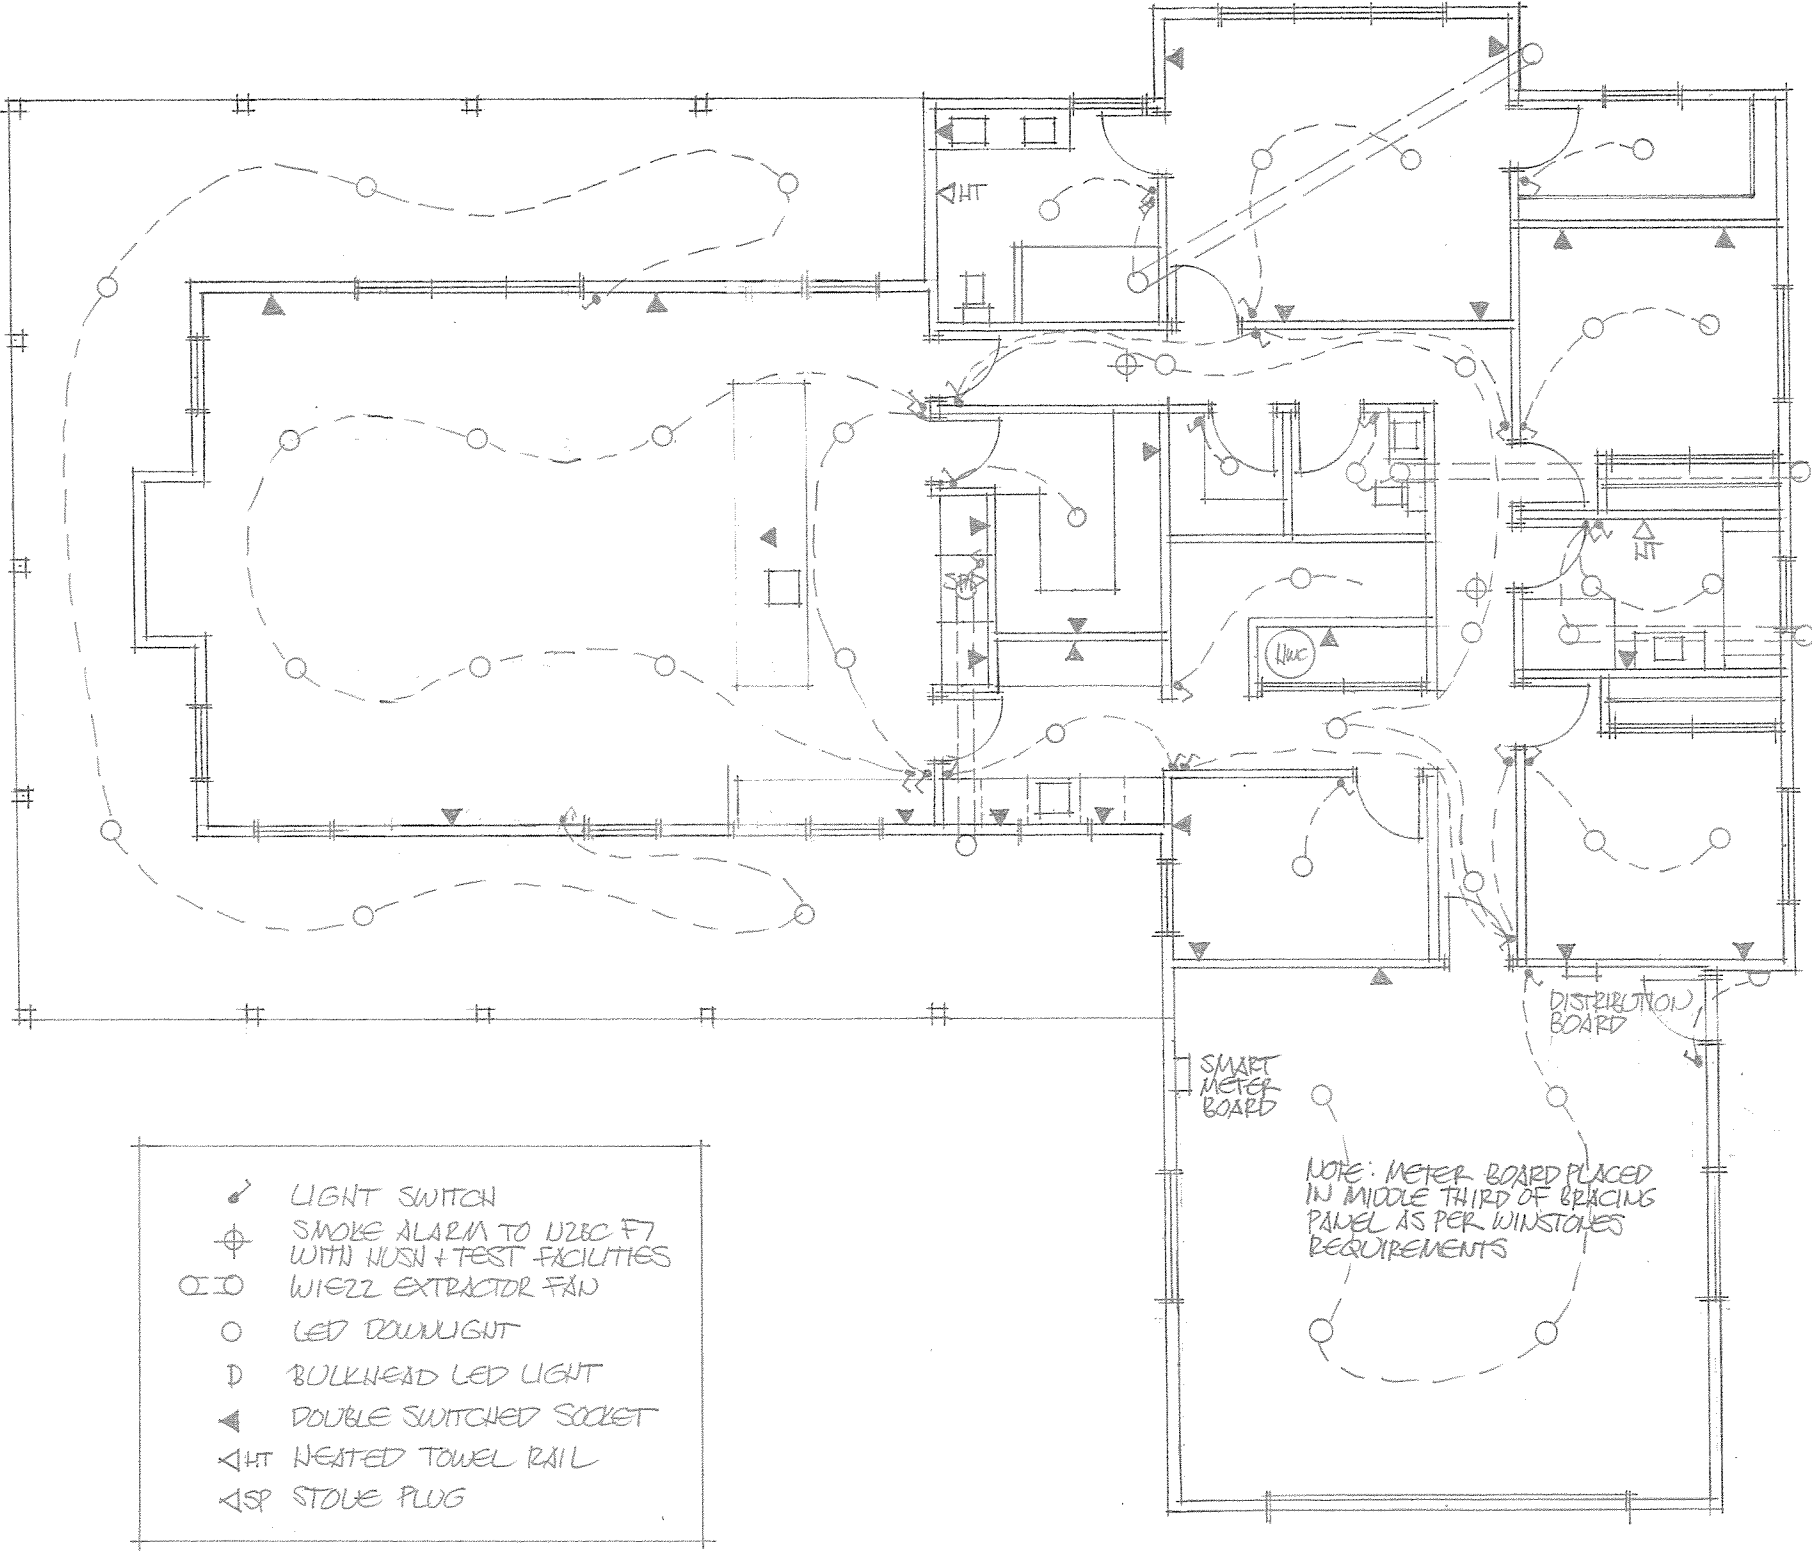 HT
HT
SP
HWC
DISTRIBUTION
BOARD
SMART
METER
BOARD
NOTE: METER BOARD PLACED
IN MIDDLE THIRD OF BRACING
PANEL AS PER WINSTONES
REQUIREMENTS
LIGHT SWITCH
SMOKE ALARM TO NZBC F7
WITH HUSH + TEST FACILITIES
WIEZZ EXTRACTOR FAN
LED DOWNLIGHT
D BULKHEAD LED LIGHT
DOUBLE SWITCHED SOCKET
HT HEATED TOWEL RAIL
SP STOVE PLUG